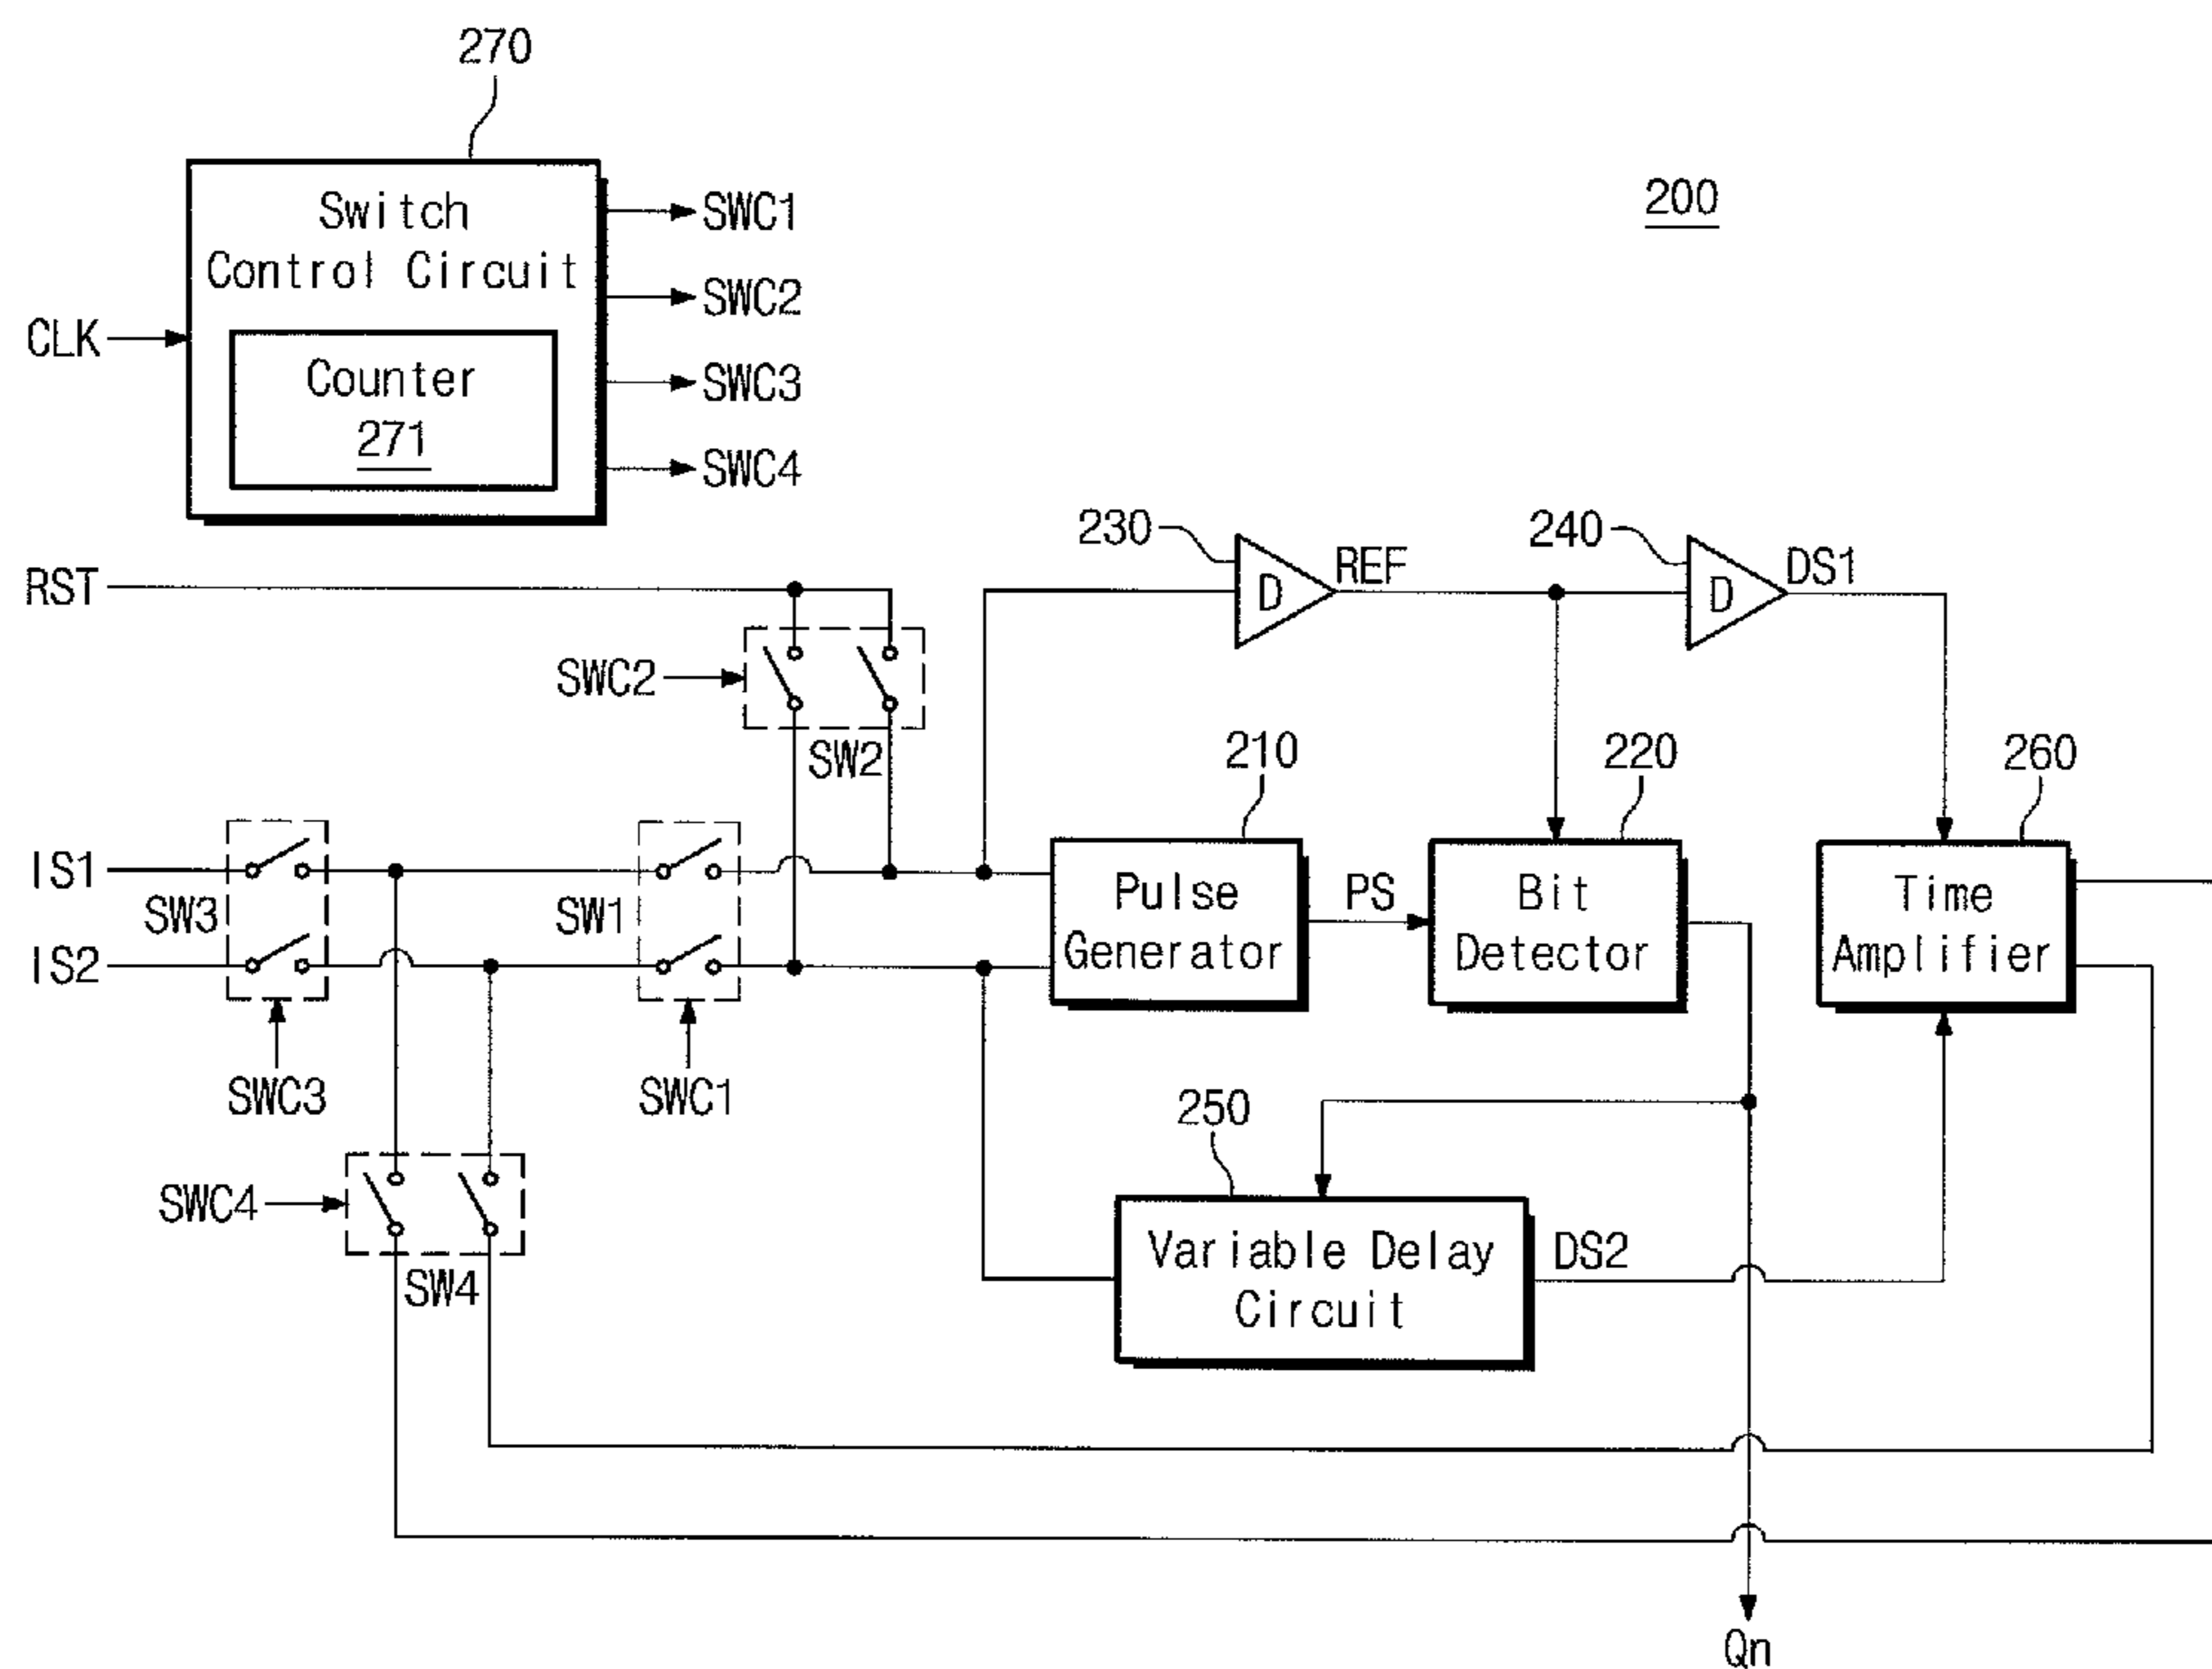 270
200
Switch
Control Circuit
Counter
271
CLK
SWC1
SWC2
SWC3
SWC4
230
REF
240
DS1
D
D
RST
SWC2
SW2
210
220
260
IS1
IS2
SW3
SW1
Pulse
Generator
PS
Bit
Detector
Time
Amplifier
SWC3
SWC1
250
SWC4
SW4
Variable Delay
Circuit
DS2
Qn